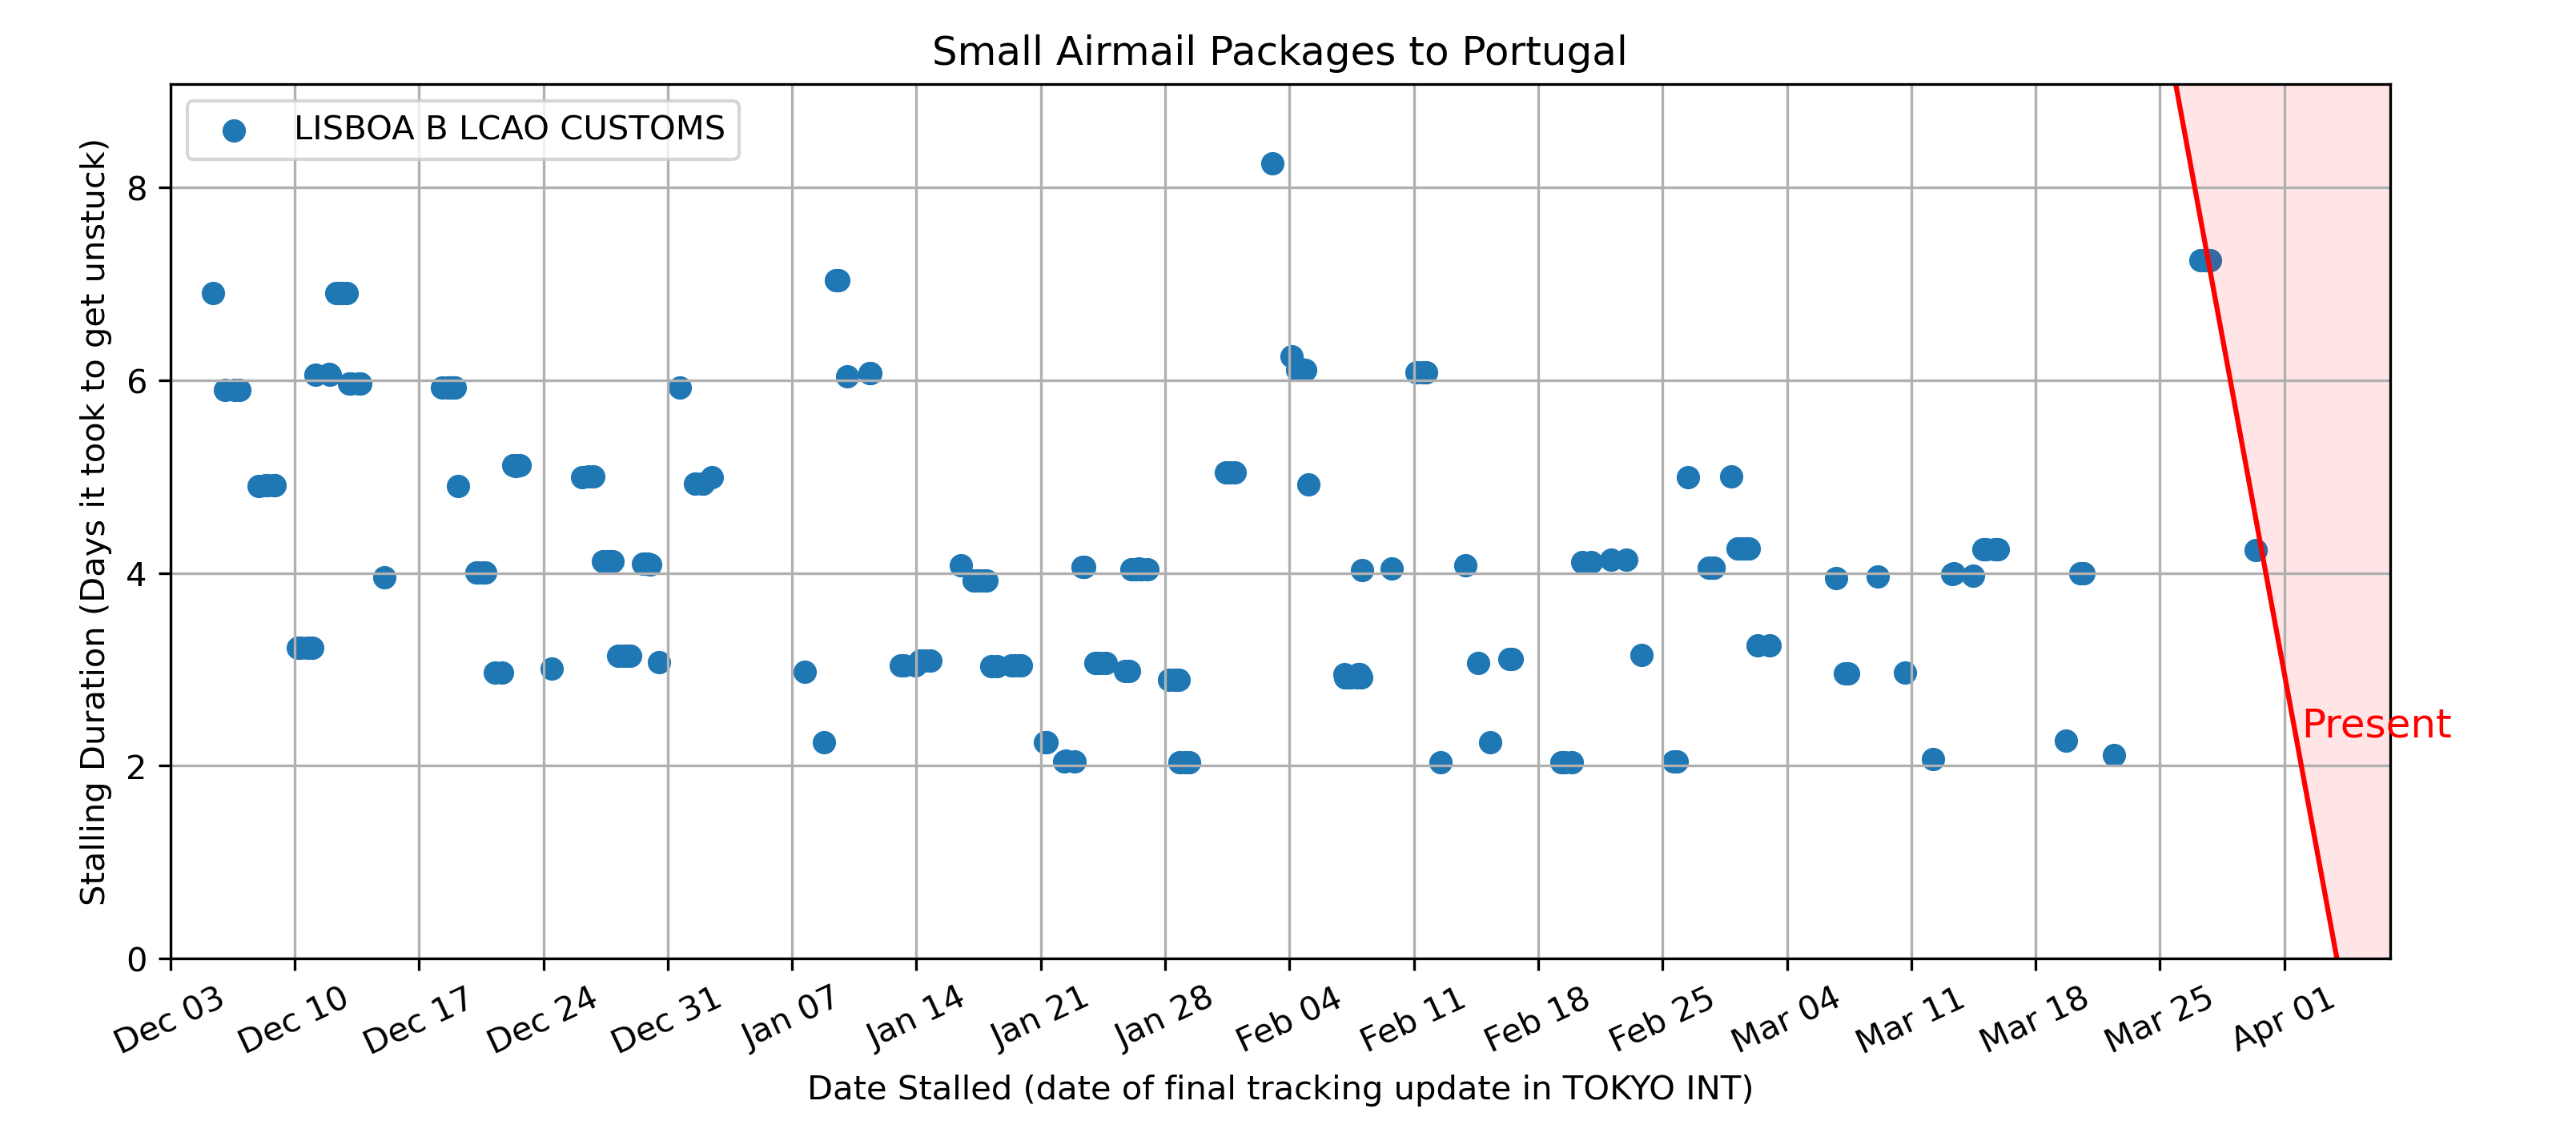 Small Airmail Packages to Portugal
LISBOA B LCAO CUSTOMS
Stalling Duration (Days it took to get unstuck)
8
6
4
2
0
Present
Dec 03
Dec 10
Dec 17
Dec 24
Dec 31
Jan 07
Jan 14
Jan 21
Jan 28
Feb 04
Feb 11
Feb 18
Feb 25
Mar 04
Mar 11
Mar 18
Mar 25
Apr 01
Date Stalled (date of final tracking update in TOKYO INT)